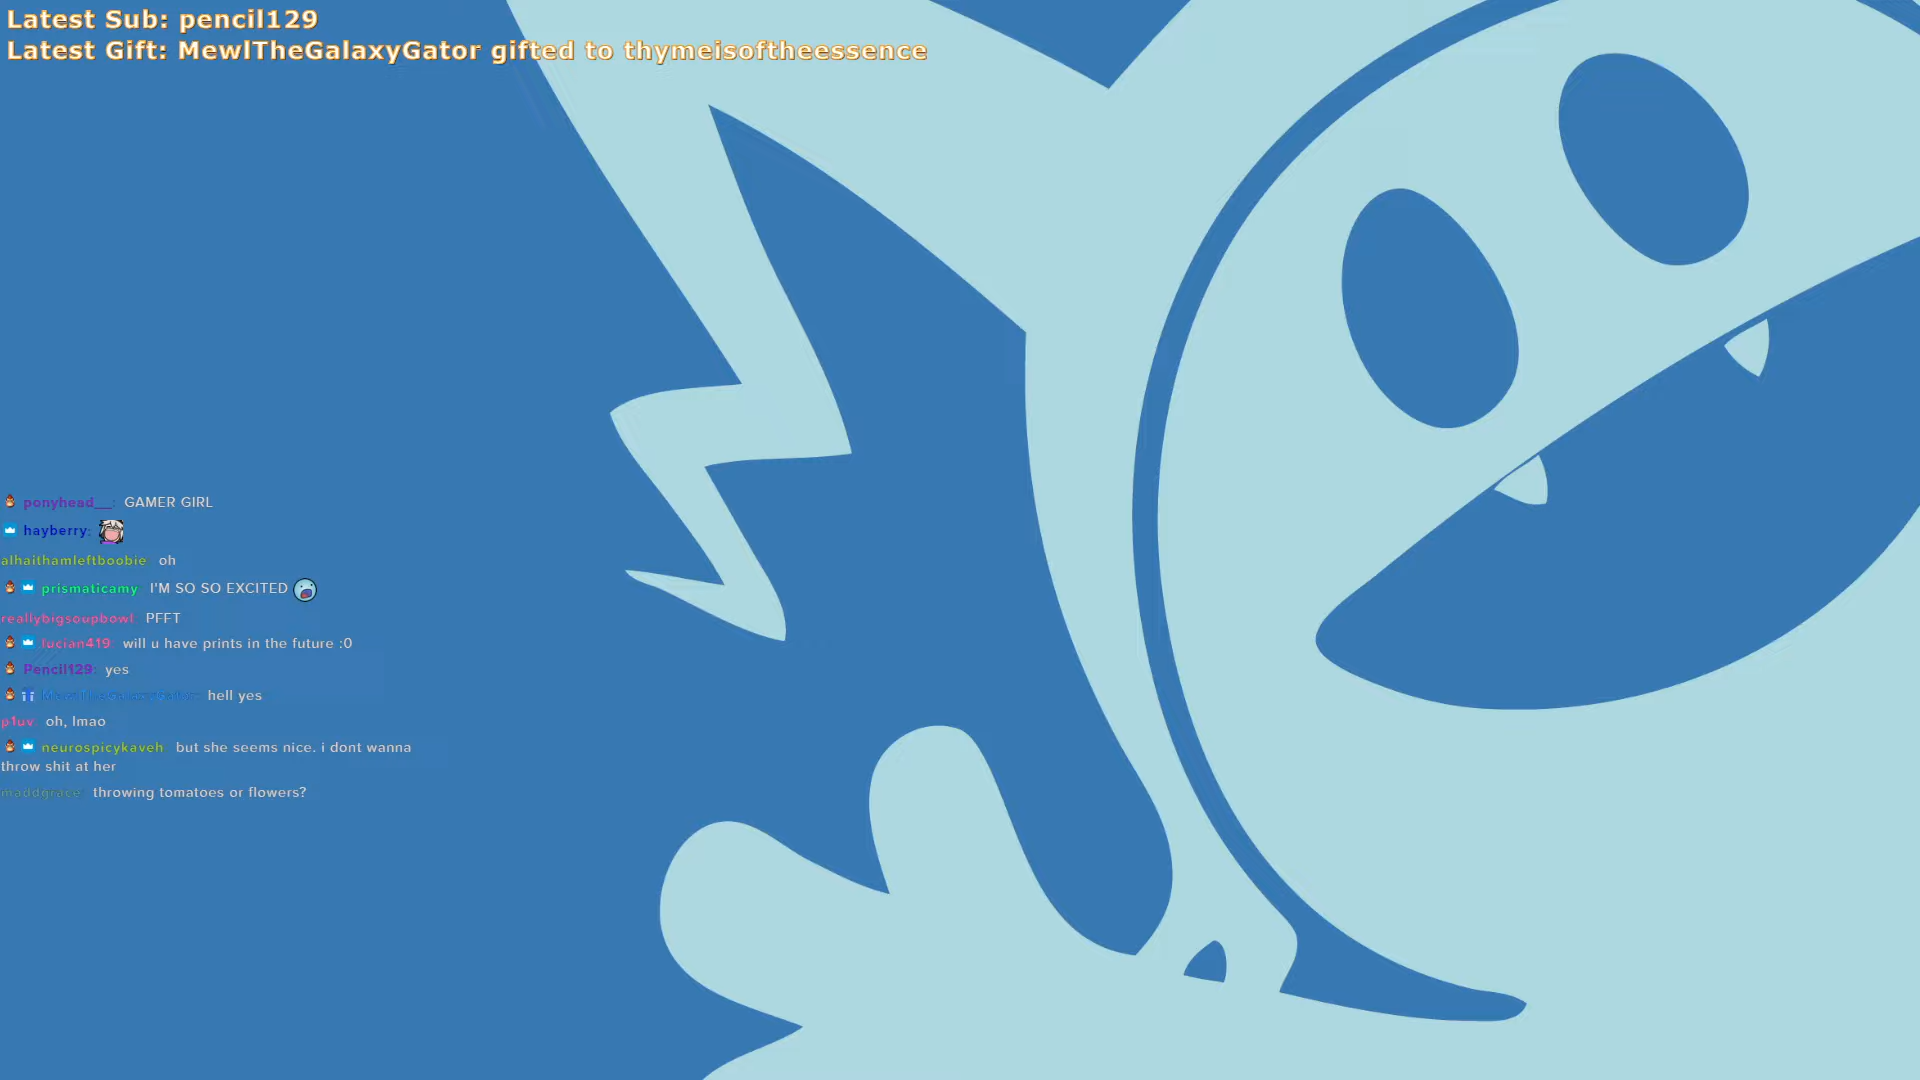 Latest Sub: pencil129
Latest Gift: MewlTheGalaxyGator gifted to thymeisoftheessence
ponyhead__: GAMER GIRL
hayberry:
alhaithamleftboobie: oh
prismaticamy: I'M SO SO EXCITED
reallybigsoupbowl: PFFT
lucian419: will u have prints in the future :0
Pencil129: yes
MewlTheGalaxyGator: hell yes
p1uv: oh, lmao
neurospicykaveh: but she seems nice. i dont wanna
throw shit at her
maddgrace: throwing tomatoes or flowers?